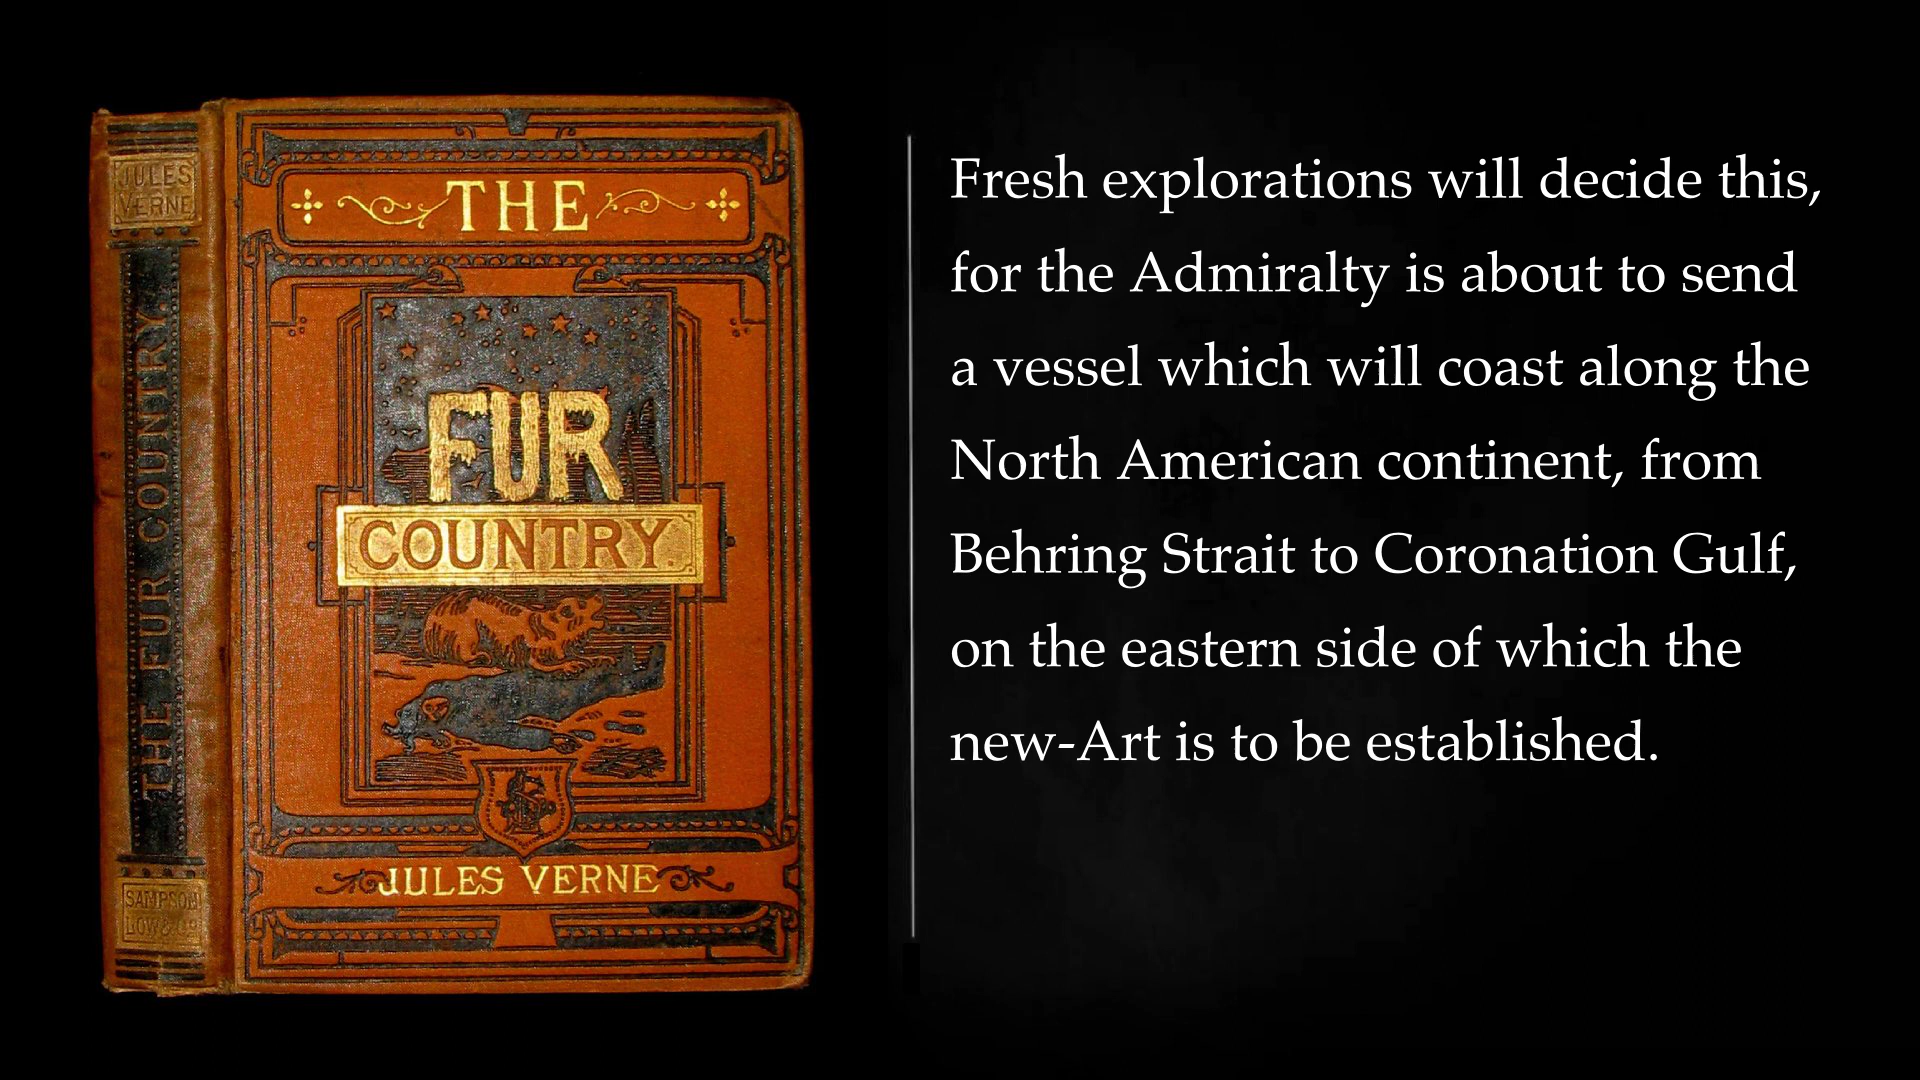 JULES
VERNE
THE FUR COUNTRY.
SAMPSON
LOW & Co
THE
FUR
COUNTRY.
JULES VERNE
Fresh explorations will decide this,
for the Admiralty is about to send
a vessel which will coast along the
North American continent, from
Behring Strait to Coronation Gulf,
on the eastern side of which the
new-Art is to be established.